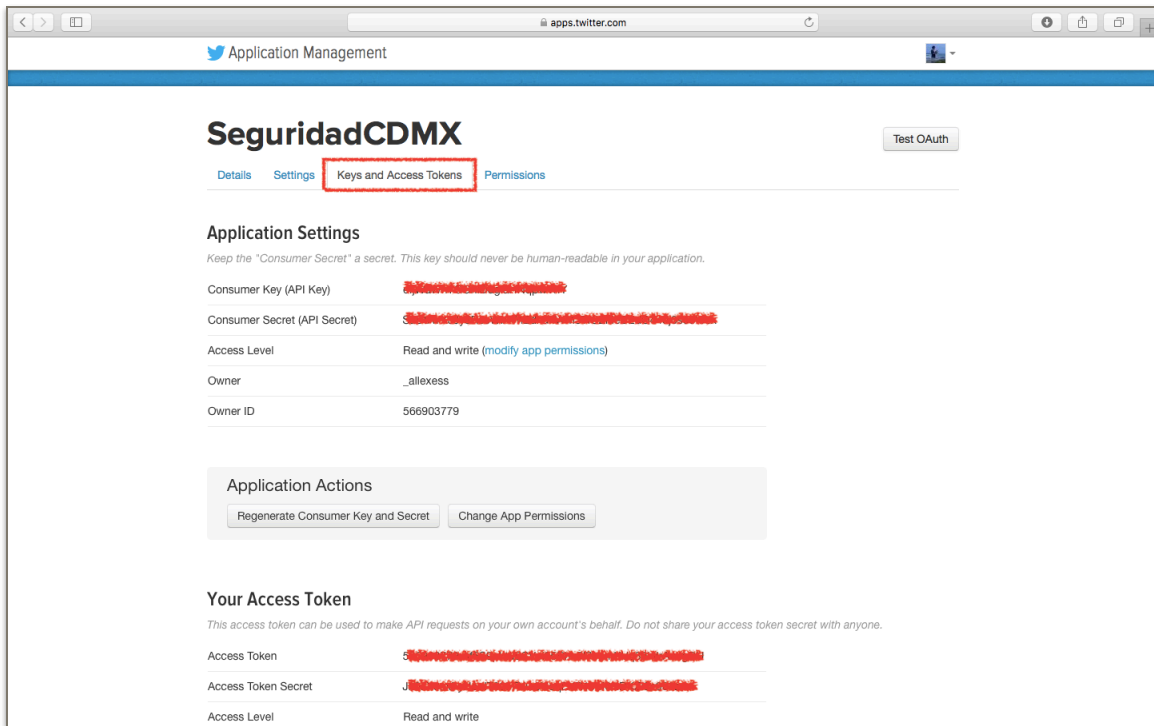 apps.twitter.com
Application Management
SeguridadCDMX
Test OAuth
Details Settings Keys and Access Tokens Permissions
Application Settings
Keep the "Consumer Secret" a secret. This key should never be human-readable in your application.
Consumer Key (API Key)
Consumer Secret (API Secret)
Access Level Read and write (modify app permissions)
Owner _allexess
Owner ID 566903779
Application Actions
Regenerate Consumer Key and Secret Change App Permissions
Your Access Token
This access token can be used to make API requests on your own account's behalf. Do not share your access token secret with anyone.
Access Token
Access Token Secret
Access Level Read and write